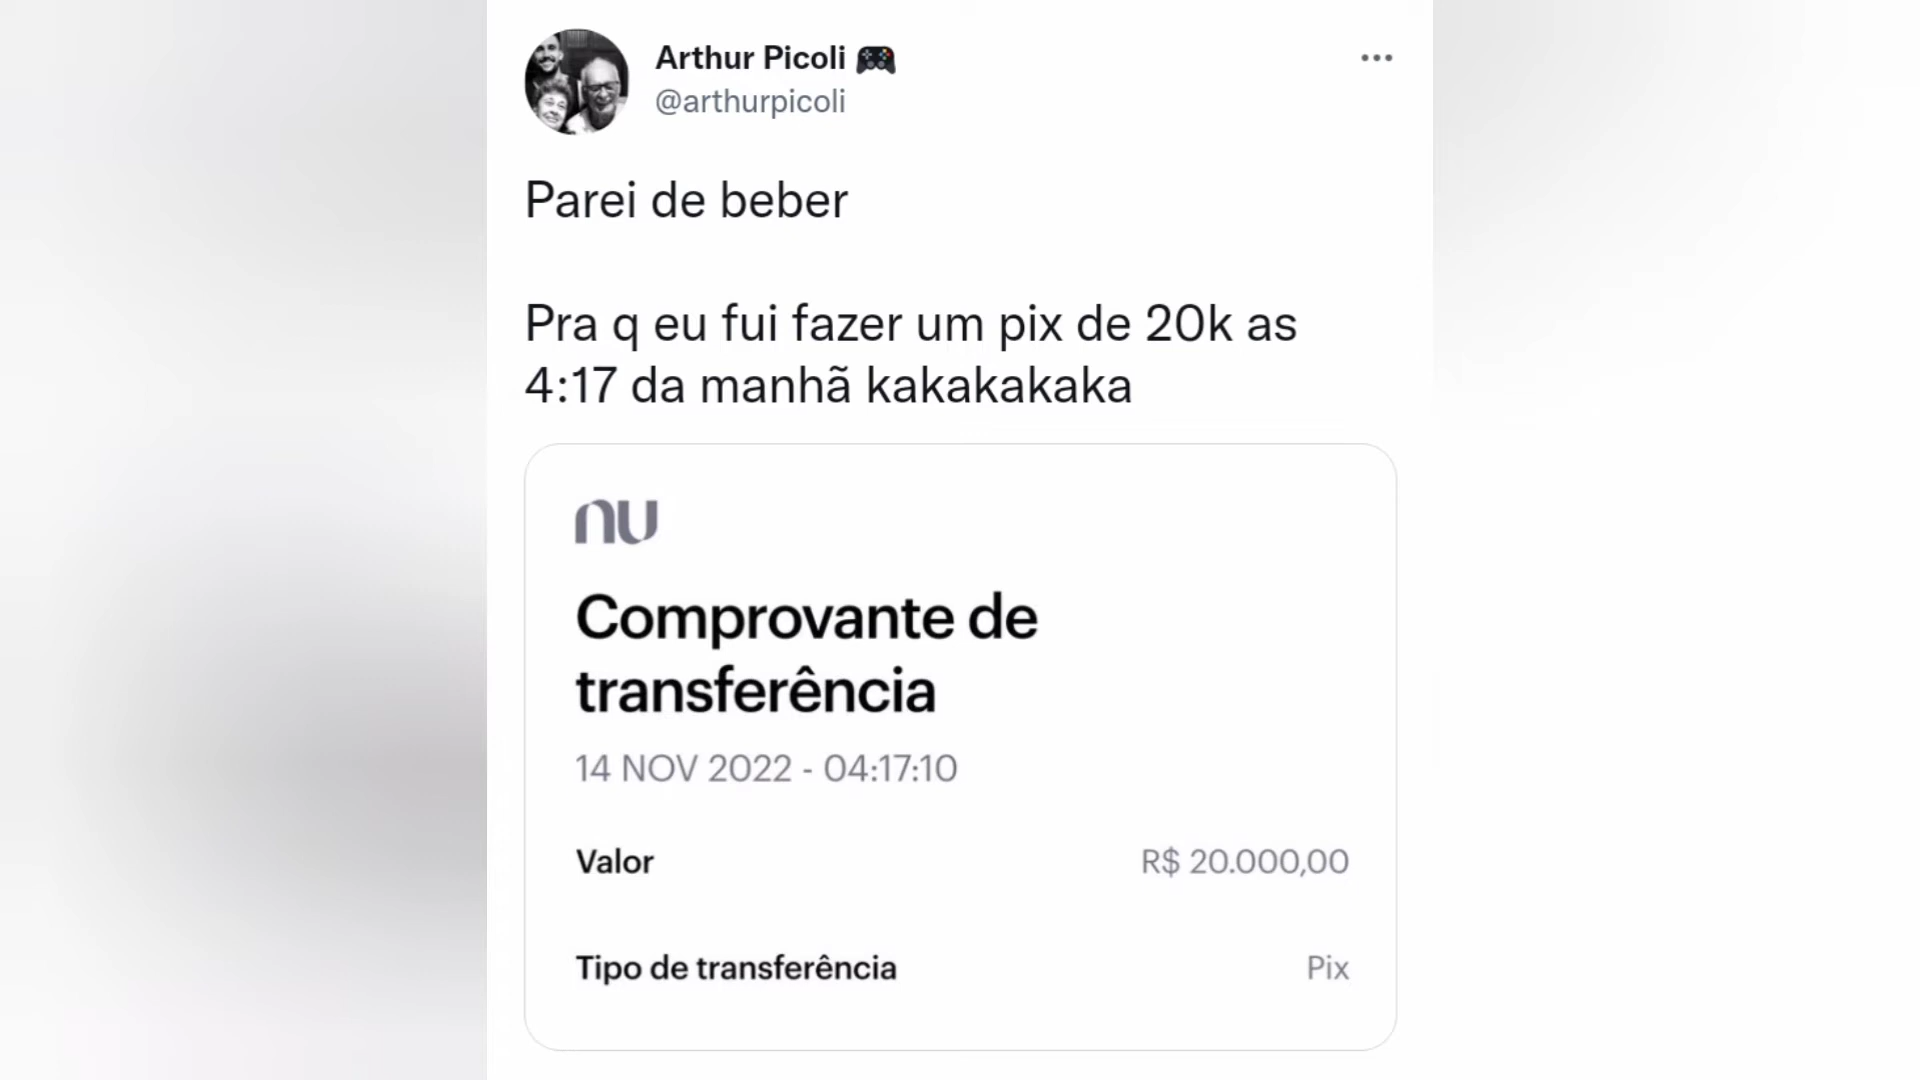 Arthur Picoli 🎮
@arthurpicoli
Parei de beber
Pra q eu fui fazer um pix de 20k as
4:17 da manhã kakakakaka
nu
Comprovante de
transferência
14 NOV 2022 - 04:17:10
Valor R$ 20.000,00
Tipo de transferência Pix